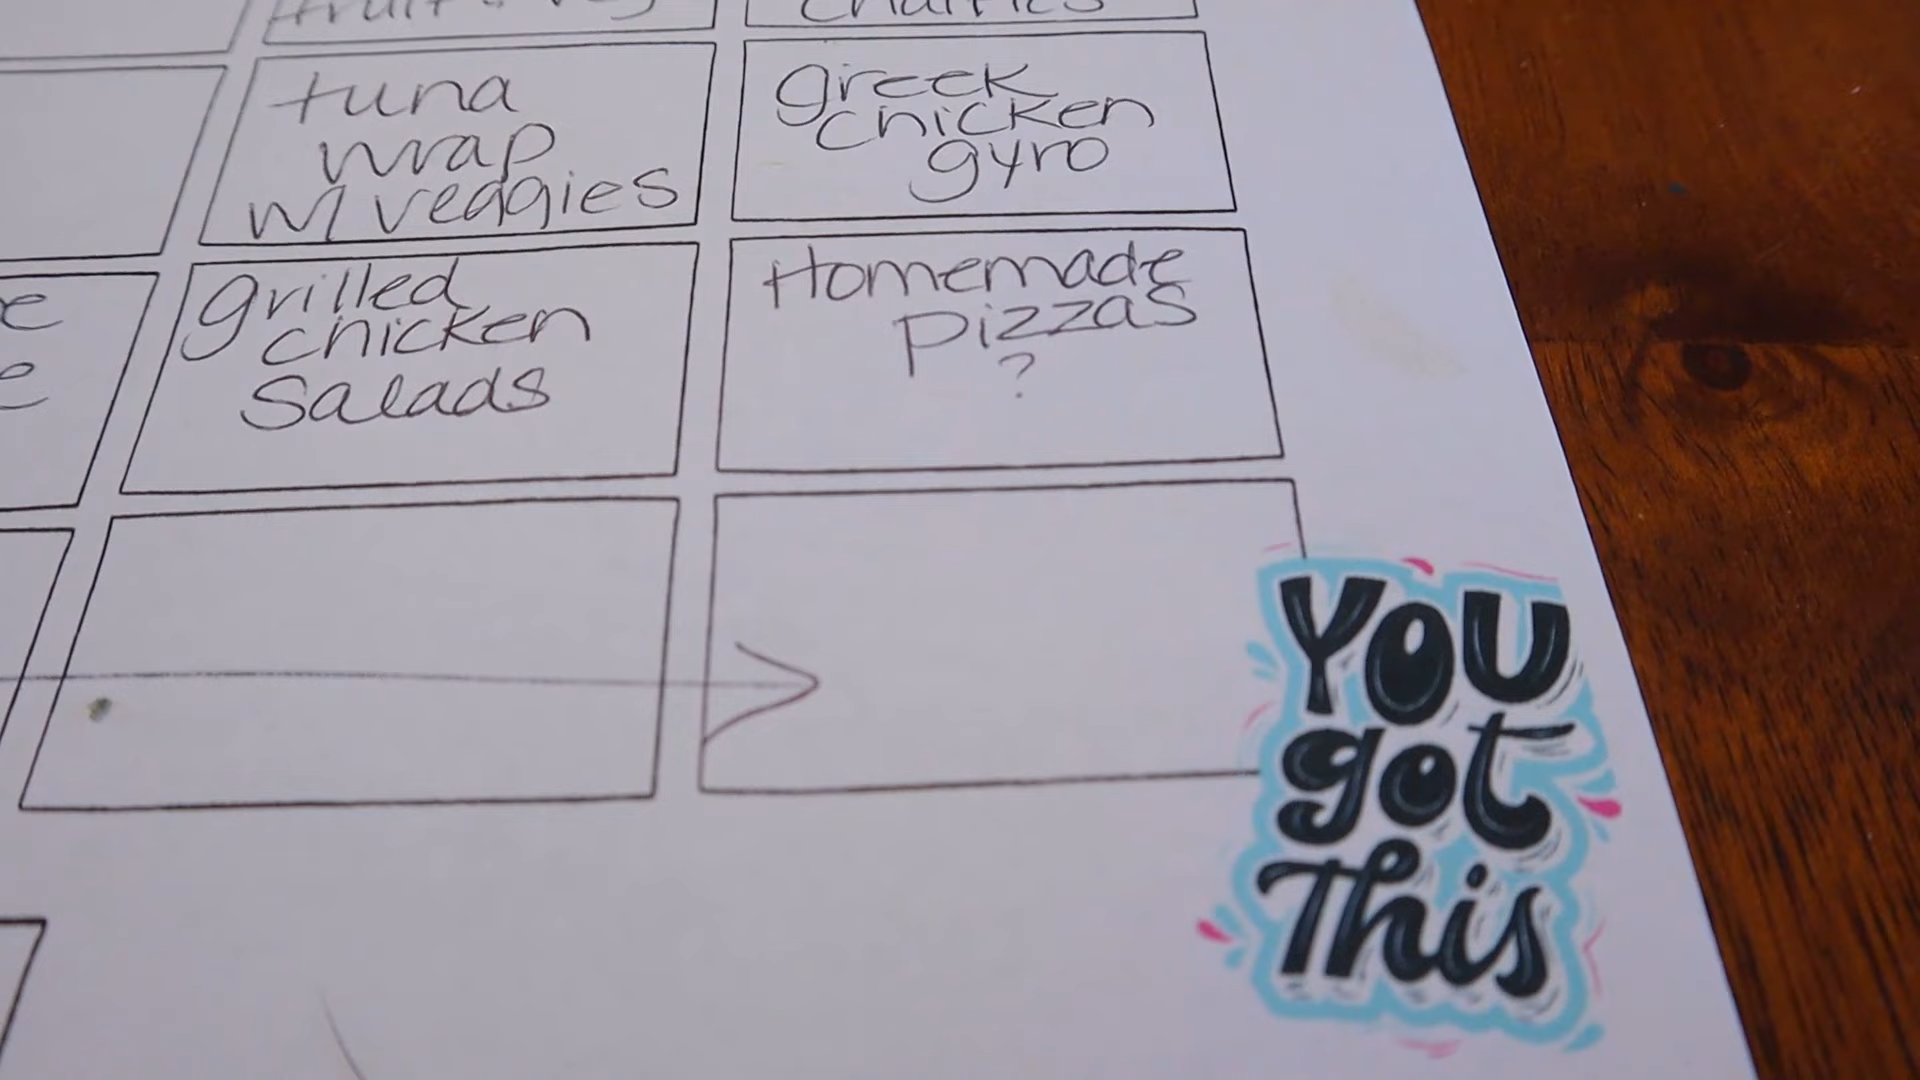 tuna
wrap
w/ veggies
greek
chicken
gyro
grilled
chicken
salads
Homemade
pizzas
?
You
got
This